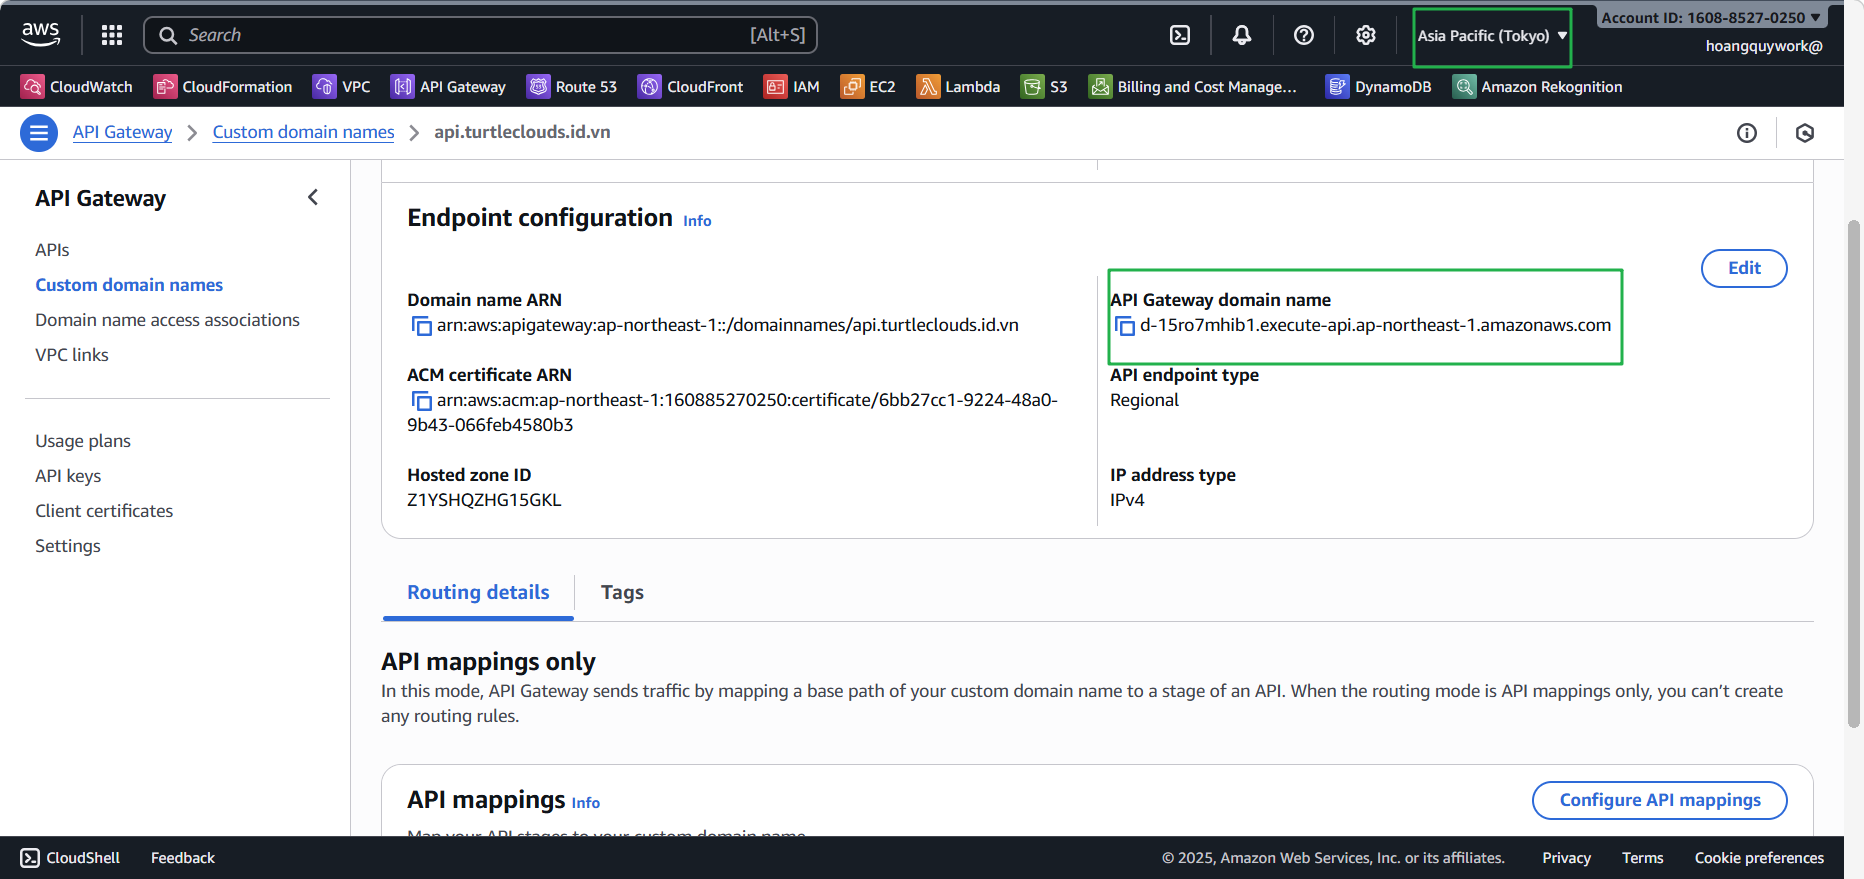 aws
Search
[Alt+S]
Asia Pacific (Tokyo)
Account ID: 1608-8527-0250
hoangquywork@
CloudWatch
CloudFormation
VPC
API Gateway
Route 53
CloudFront
IAM
EC2
Lambda
S3
Billing and Cost Manage...
DynamoDB
Amazon Rekognition
API Gateway
Custom domain names
api.turtleclouds.id.vn
API Gateway
APIs
Custom domain names
Domain name access associations
VPC links
Usage plans
API keys
Client certificates
Settings
Endpoint configuration Info
Edit
Domain name ARN
arn:aws:apigateway:ap-northeast-1::/domainnames/api.turtleclouds.id.vn
API Gateway domain name
d-15ro7mhib1.execute-api.ap-northeast-1.amazonaws.com
ACM certificate ARN
arn:aws:acm:ap-northeast-1:160885270250:certificate/6bb27cc1-9224-48a0-
9b43-066feb4580b3
API endpoint type
Regional
Hosted zone ID
Z1YSHQZHG15GKL
IP address type
IPv4
Routing details
Tags
API mappings only
In this mode, API Gateway sends traffic by mapping a base path of your custom domain name to a stage of an API. When the routing mode is API mappings only, you can't create
any routing rules.
API mappings Info
Configure API mappings
Map your API stages to your custom domain name.
CloudShell
Feedback
© 2025, Amazon Web Services, Inc. or its affiliates.
Privacy
Terms
Cookie preferences